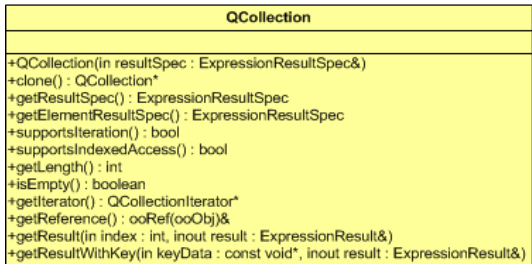 QCollection
+QCollection(in resultSpec : ExpressionResultSpec&)
+clone() : QCollection*
+getResultSpec() : ExpressionResultSpec
+getElementResultSpec() : ExpressionResultSpec
+supportsIteration() : bool
+supportsIndexedAccess() : bool
+getLength() : int
+isEmpty() : boolean
+getIterator() : QCollectionIterator*
+getReference() : ooRef(ooObj)&
+getResult(in index : int, inout result : ExpressionResult&)
+getResultWithKey(in keyData : const void*, inout result : ExpressionResult&)